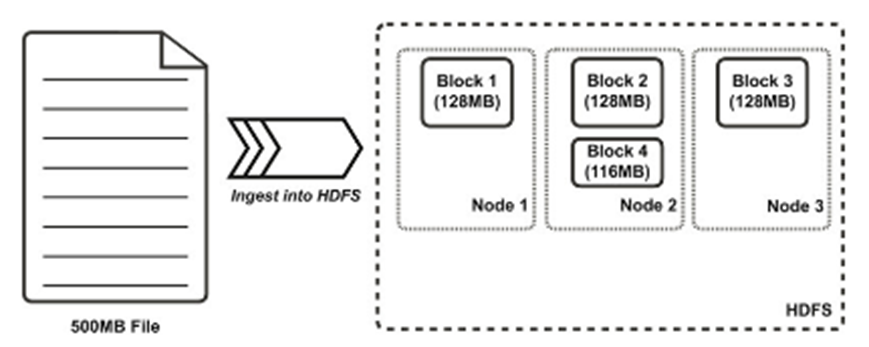 500MB File
Ingest into HDFS
Block 1
(128MB)
Node 1
Block 2
(128MB)
Block 4
(116MB)
Node 2
Block 3
(128MB)
Node 3
HDFS